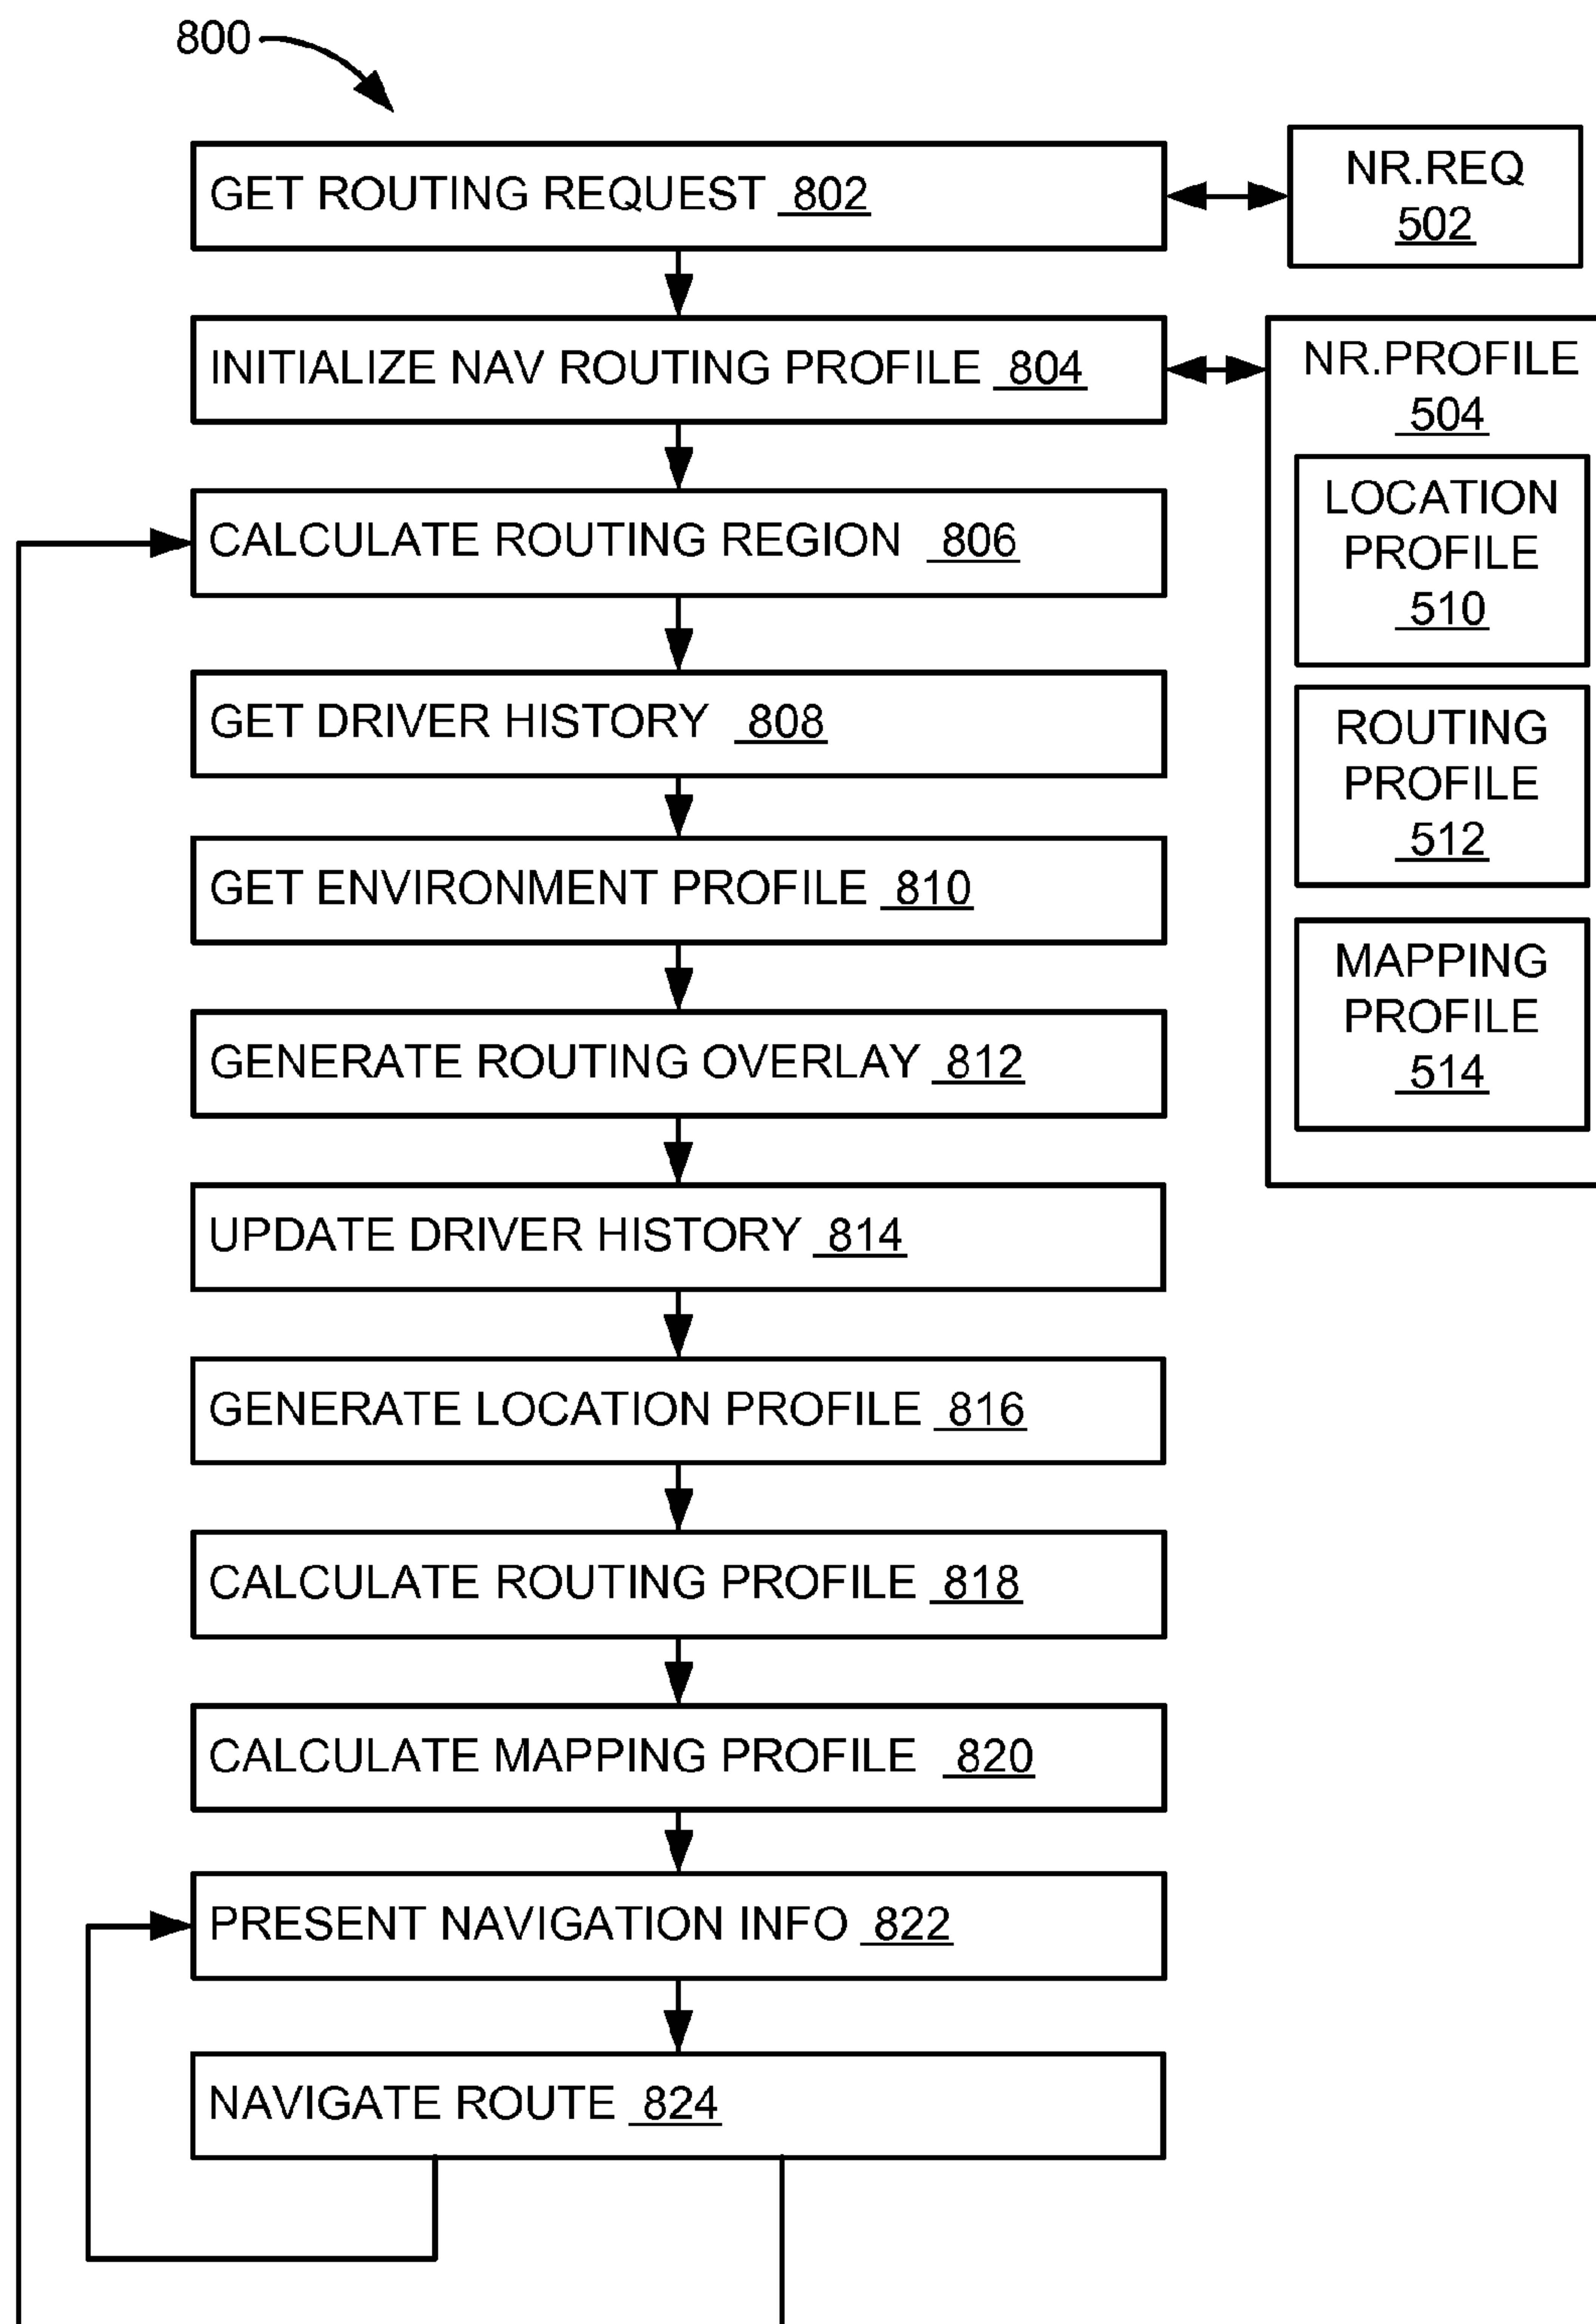 800
GET ROUTING REQUEST 802
NR.REQ
502
INITIALIZE NAV ROUTING PROFILE 804
NR.PROFILE
504
LOCATION
PROFILE
510
ROUTING
PROFILE
512
MAPPING
PROFILE
514
CALCULATE ROUTING REGION 806
GET DRIVER HISTORY 808
GET ENVIRONMENT PROFILE 810
GENERATE ROUTING OVERLAY 812
UPDATE DRIVER HISTORY 814
GENERATE LOCATION PROFILE 816
CALCULATE ROUTING PROFILE 818
CALCULATE MAPPING PROFILE 820
PRESENT NAVIGATION INFO 822
NAVIGATE ROUTE 824